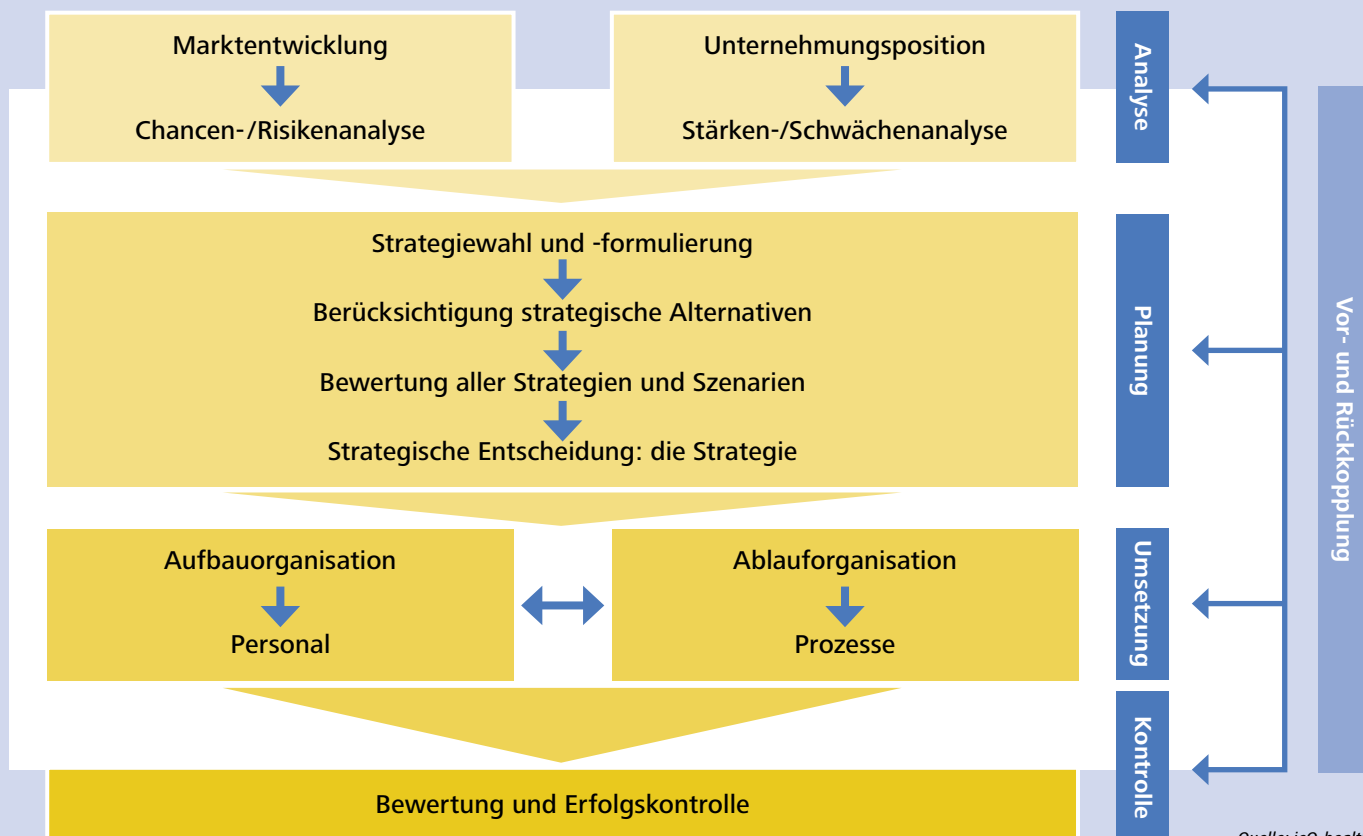 Marktentwicklung
Chancen-/Risikenanalyse
Unternehmungsposition
Stärken-/Schwächenanalyse
Analyse
Strategiewahl und -formulierung
Berücksichtigung strategische Alternativen
Bewertung aller Strategien und Szenarien
Strategische Entscheidung: die Strategie
Planung
Aufbauorganisation
Personal
Ablauforganisation
Prozesse
Umsetzung
Bewertung und Erfolgskontrolle
Kontrolle
Vor- und Rückkopplung